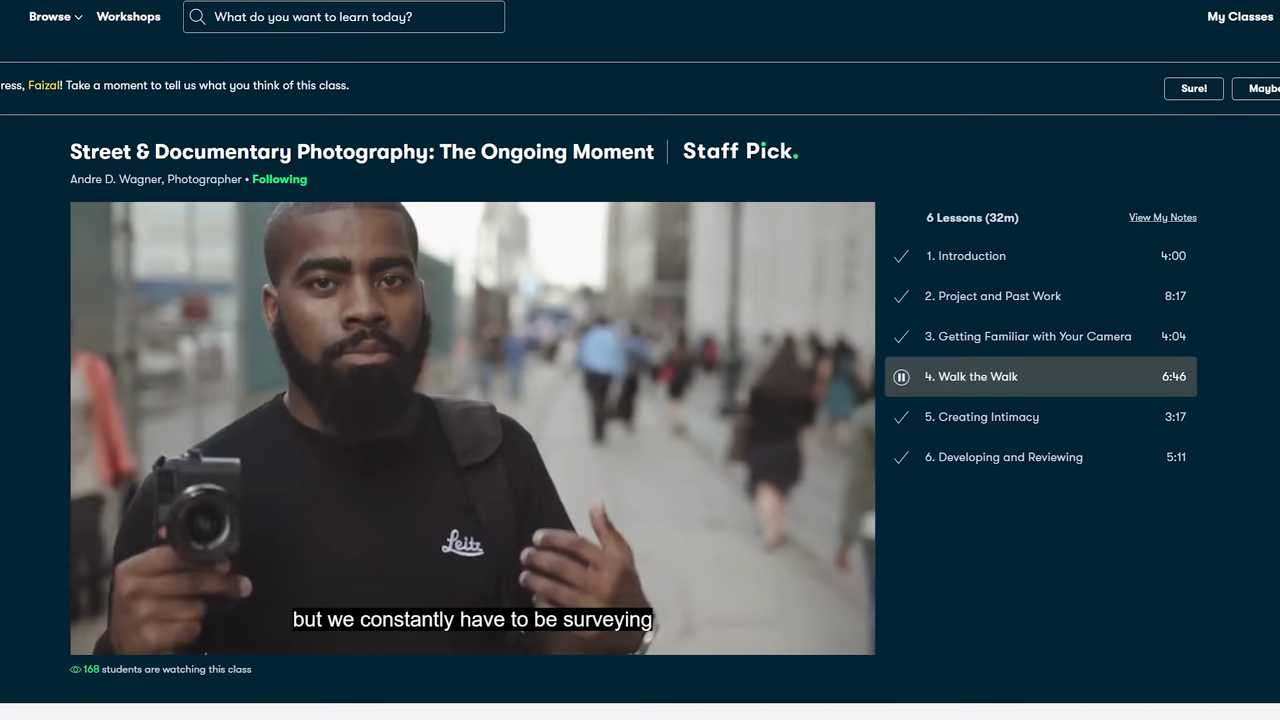 Browse Workshops What do you want to learn today? My Classes
ress, Faizal! Take a moment to tell us what you think of this class. Sure! Maybe
Street & Documentary Photography: The Ongoing Moment Staff Pick.
Andre D. Wagner, Photographer • Following
6 Lessons (32m) View My Notes
1. Introduction 4:00
2. Project and Past Work 8:17
3. Getting Familiar with Your Camera 4:04
4. Walk the Walk 6:46
5. Creating Intimacy 3:17
6. Developing and Reviewing 5:11
Leitz
but we constantly have to be surveying
168 students are watching this class